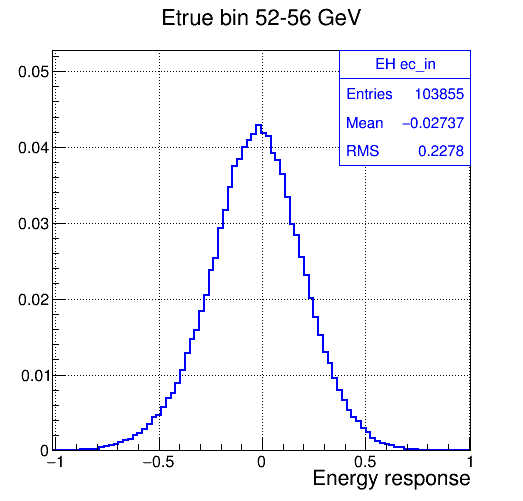 Etrue bin 52-56 GeV
EH ec_in
Entries 103855
Mean −0.02737
RMS 0.2278
0.05
0.04
0.03
0.02
0.01
0
−1 −0.5 0 0.5 1
Energy response